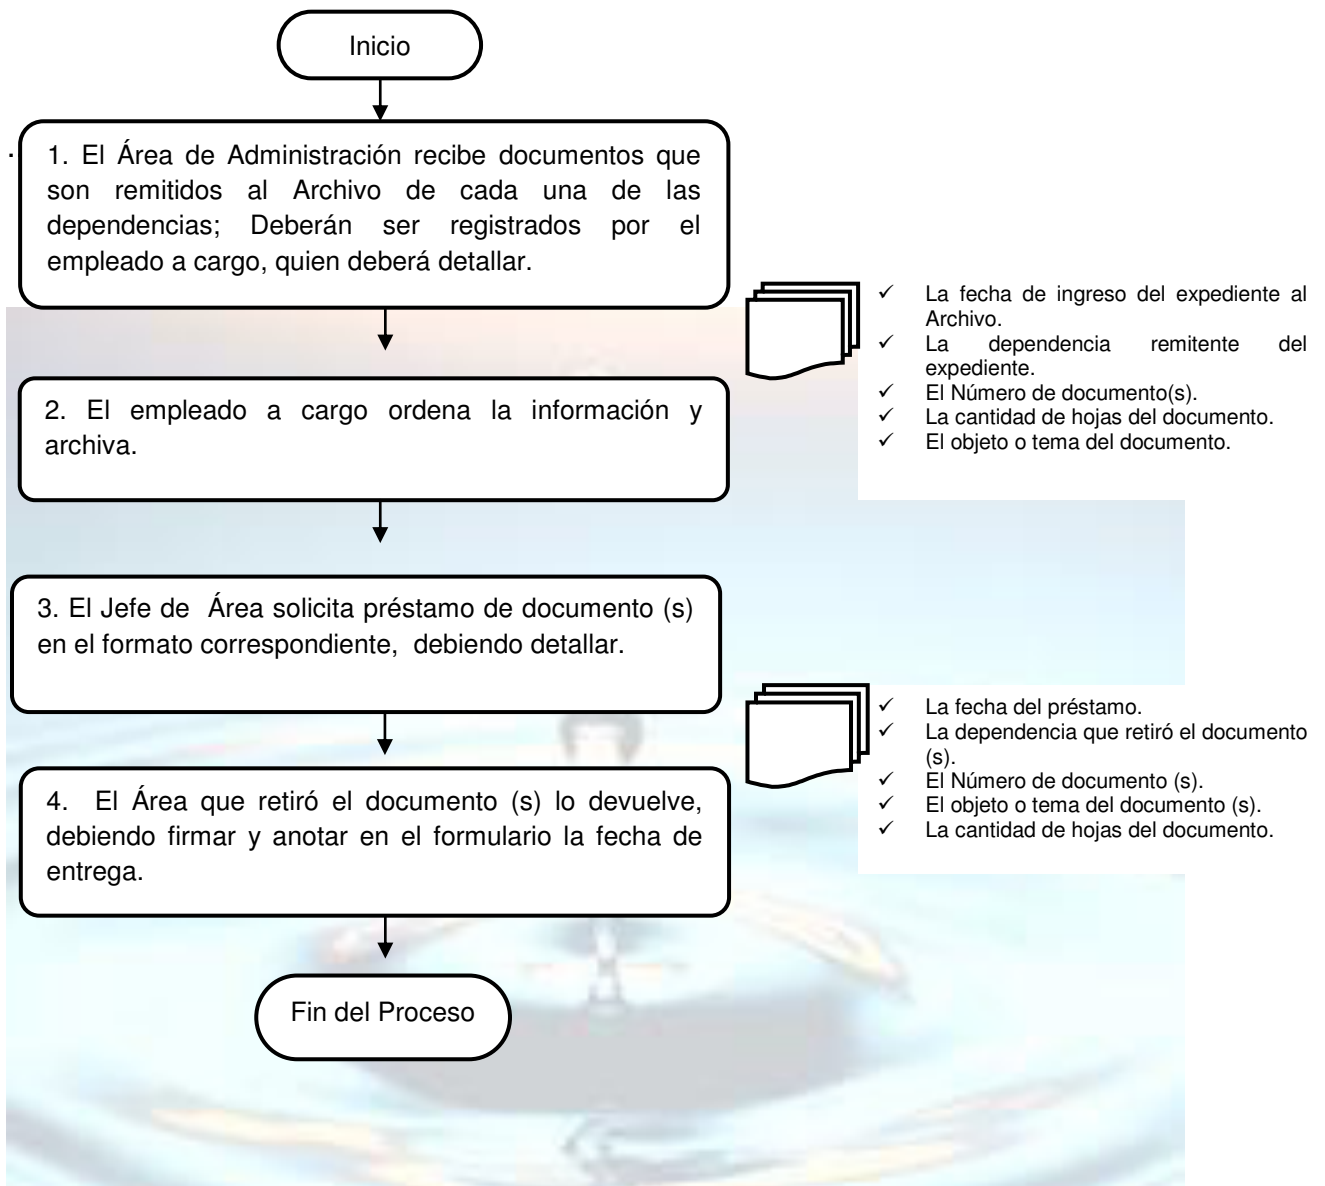 Inicio
1. El Área de Administración recibe documentos que
son remitidos al Archivo de cada una de las
dependencias; Deberán ser registrados por el
empleado a cargo, quien deberá detallar.
✓ La fecha de ingreso del expediente al
Archivo.
✓ La dependencia remitente del
expediente.
✓ El Número de documento(s).
✓ La cantidad de hojas del documento.
✓ El objeto o tema del documento.
2. El empleado a cargo ordena la información y
archiva.
3. El Jefe de Área solicita préstamo de documento (s)
en el formato correspondiente, debiendo detallar.
✓ La fecha del préstamo.
✓ La dependencia que retiró el documento
(s).
✓ El Número de documento (s).
✓ El objeto o tema del documento (s).
✓ La cantidad de hojas del documento.
4. El Área que retiró el documento (s) lo devuelve,
debiendo firmar y anotar en el formulario la fecha de
entrega.
Fin del Proceso